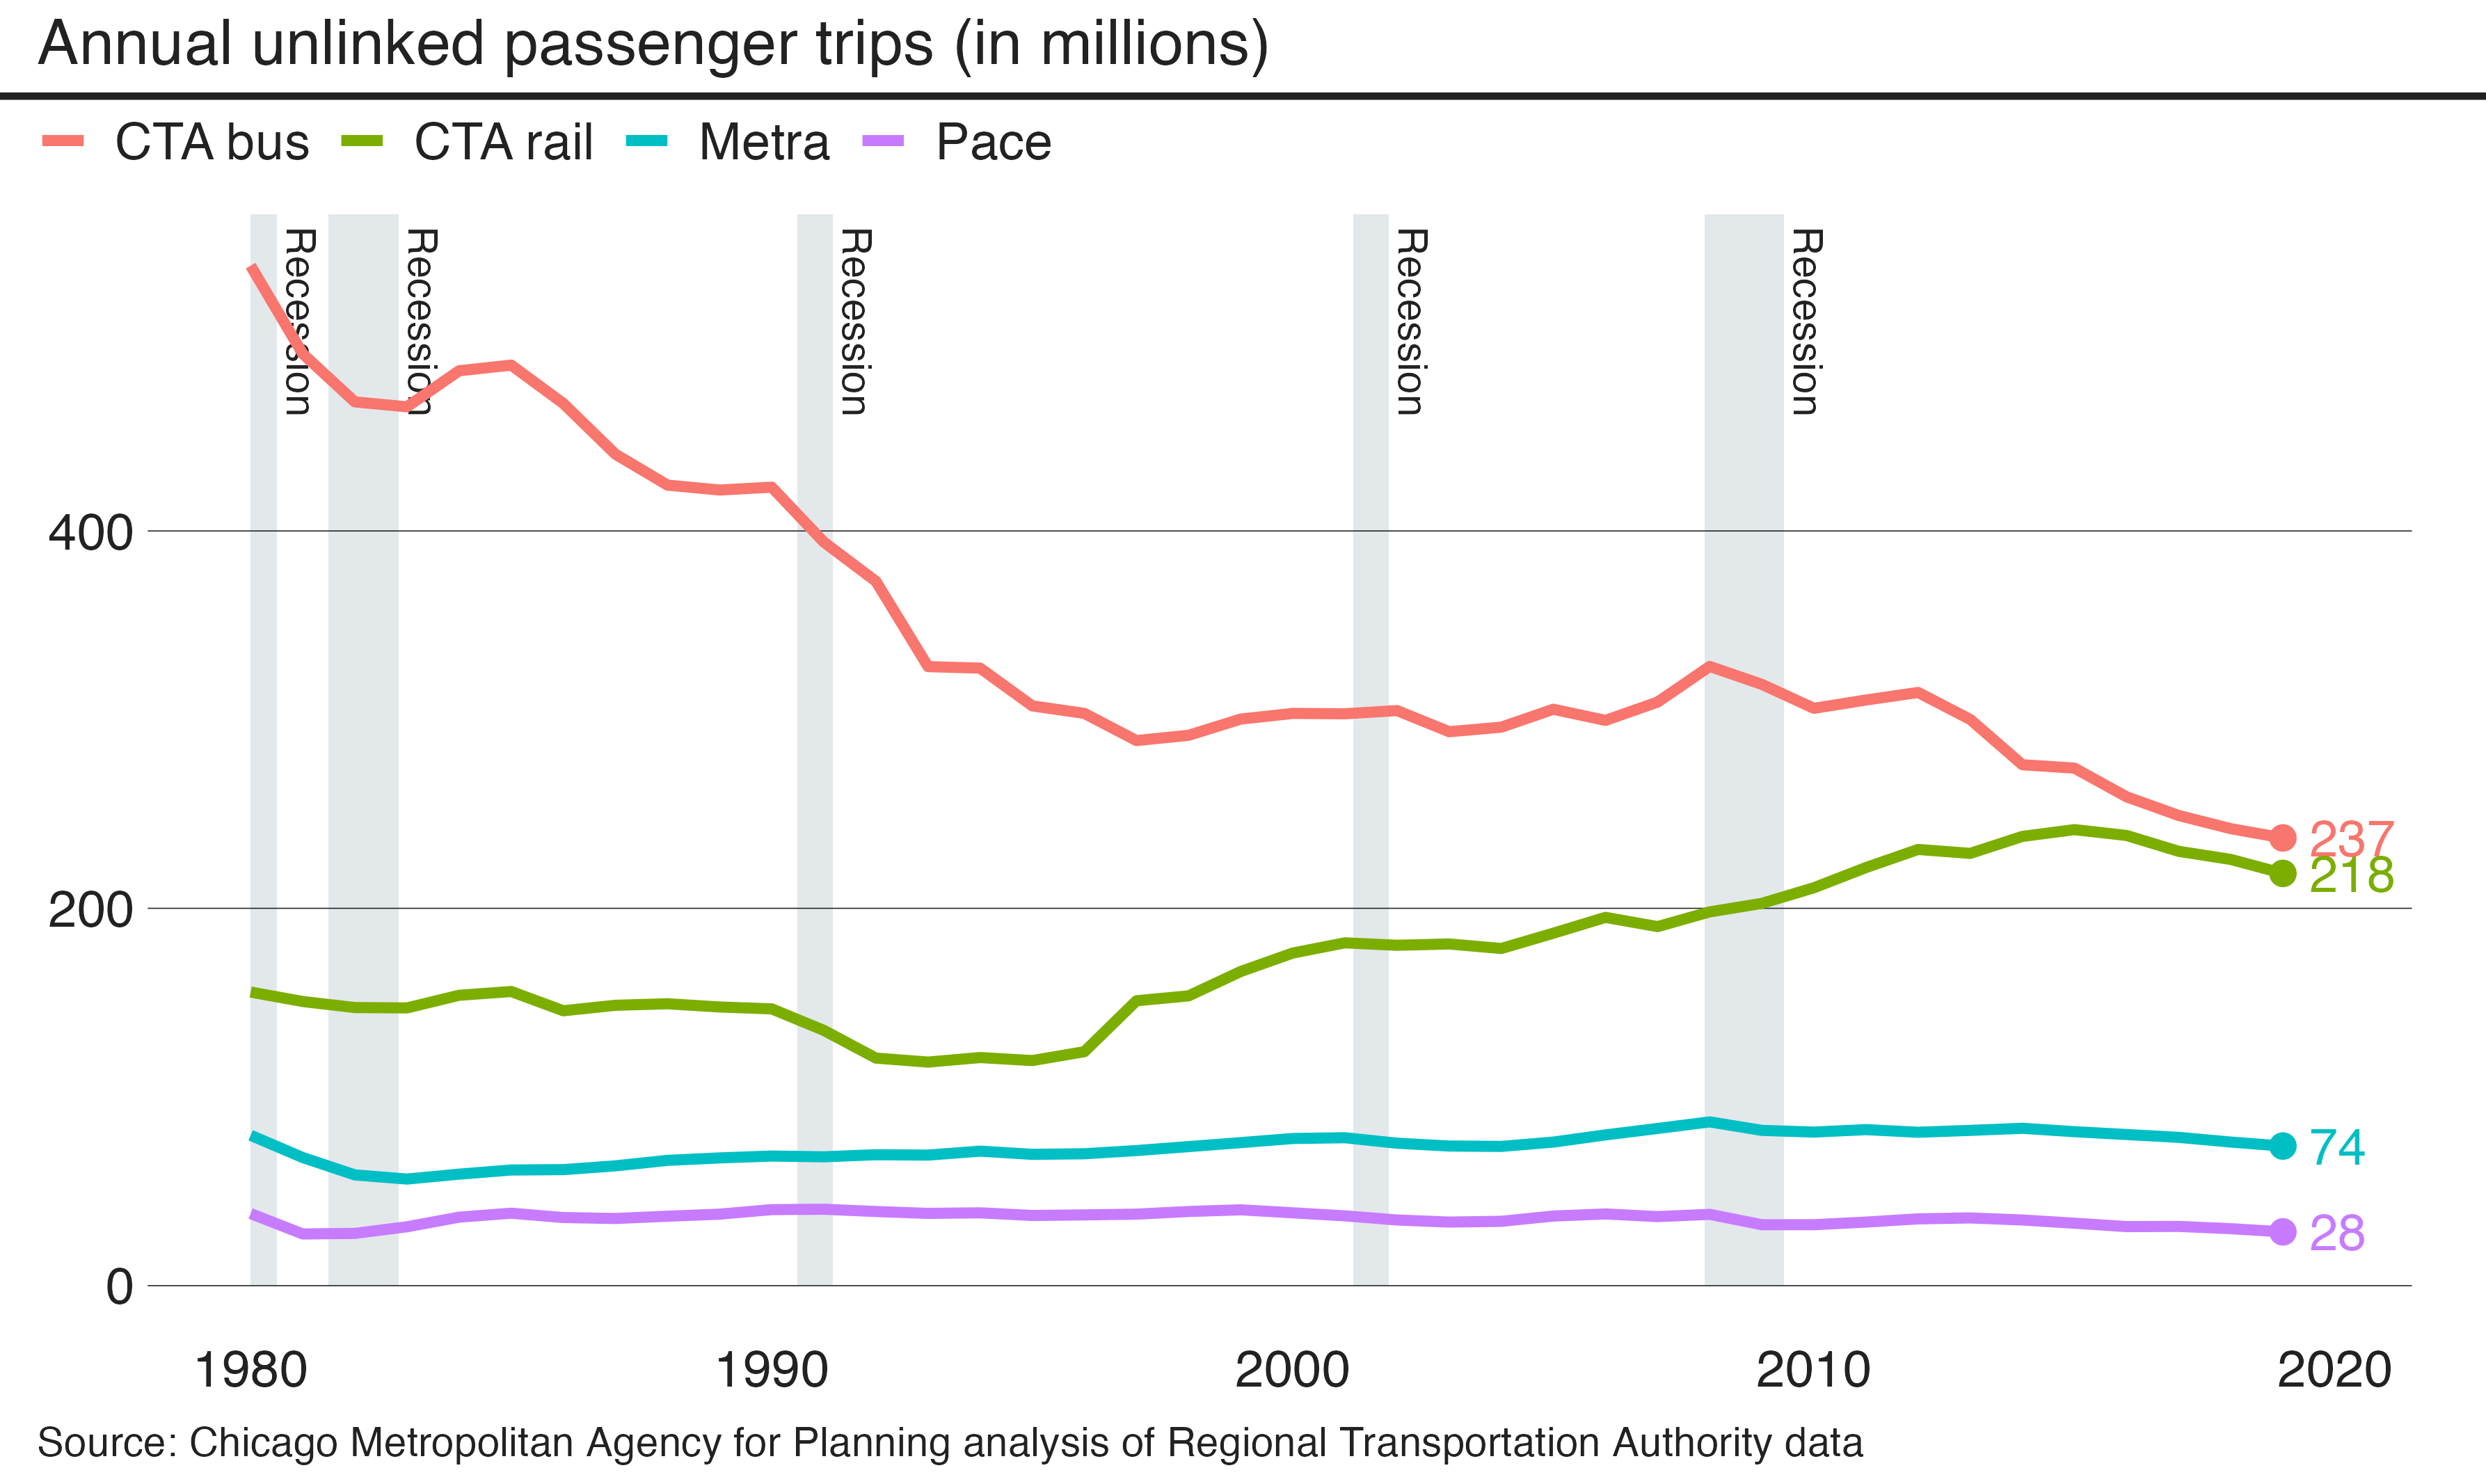 Annual unlinked passenger trips (in millions)
CTA bus CTA rail Metra Pace
Recession Recession Recession Recession Recession
400
237
218
200
74
28
0
1980 1990 2000 2010 2020
Source: Chicago Metropolitan Agency for Planning analysis of Regional Transportation Authority data